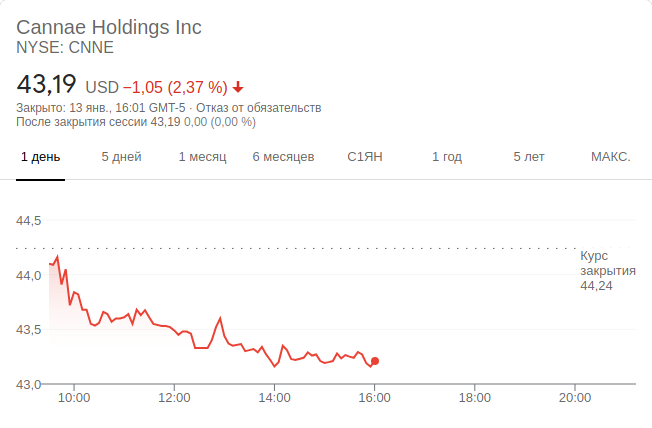 Cannae Holdings Inc
NYSE: CNNE
43,19 USD −1,05 (2,37 %)
Закрыто: 13 янв., 16:01 GMT-5 · Отказ от обязательств
После закрытия сессии 43,19 0,00 (0,00 %)
1 день 5 дней 1 месяц 6 месяцев С1ЯН 1 год 5 лет МАКС.
44,5
Курс
закрытия
44,24
44,0
43,5
43,0
10:00 12:00 14:00 16:00 18:00 20:00